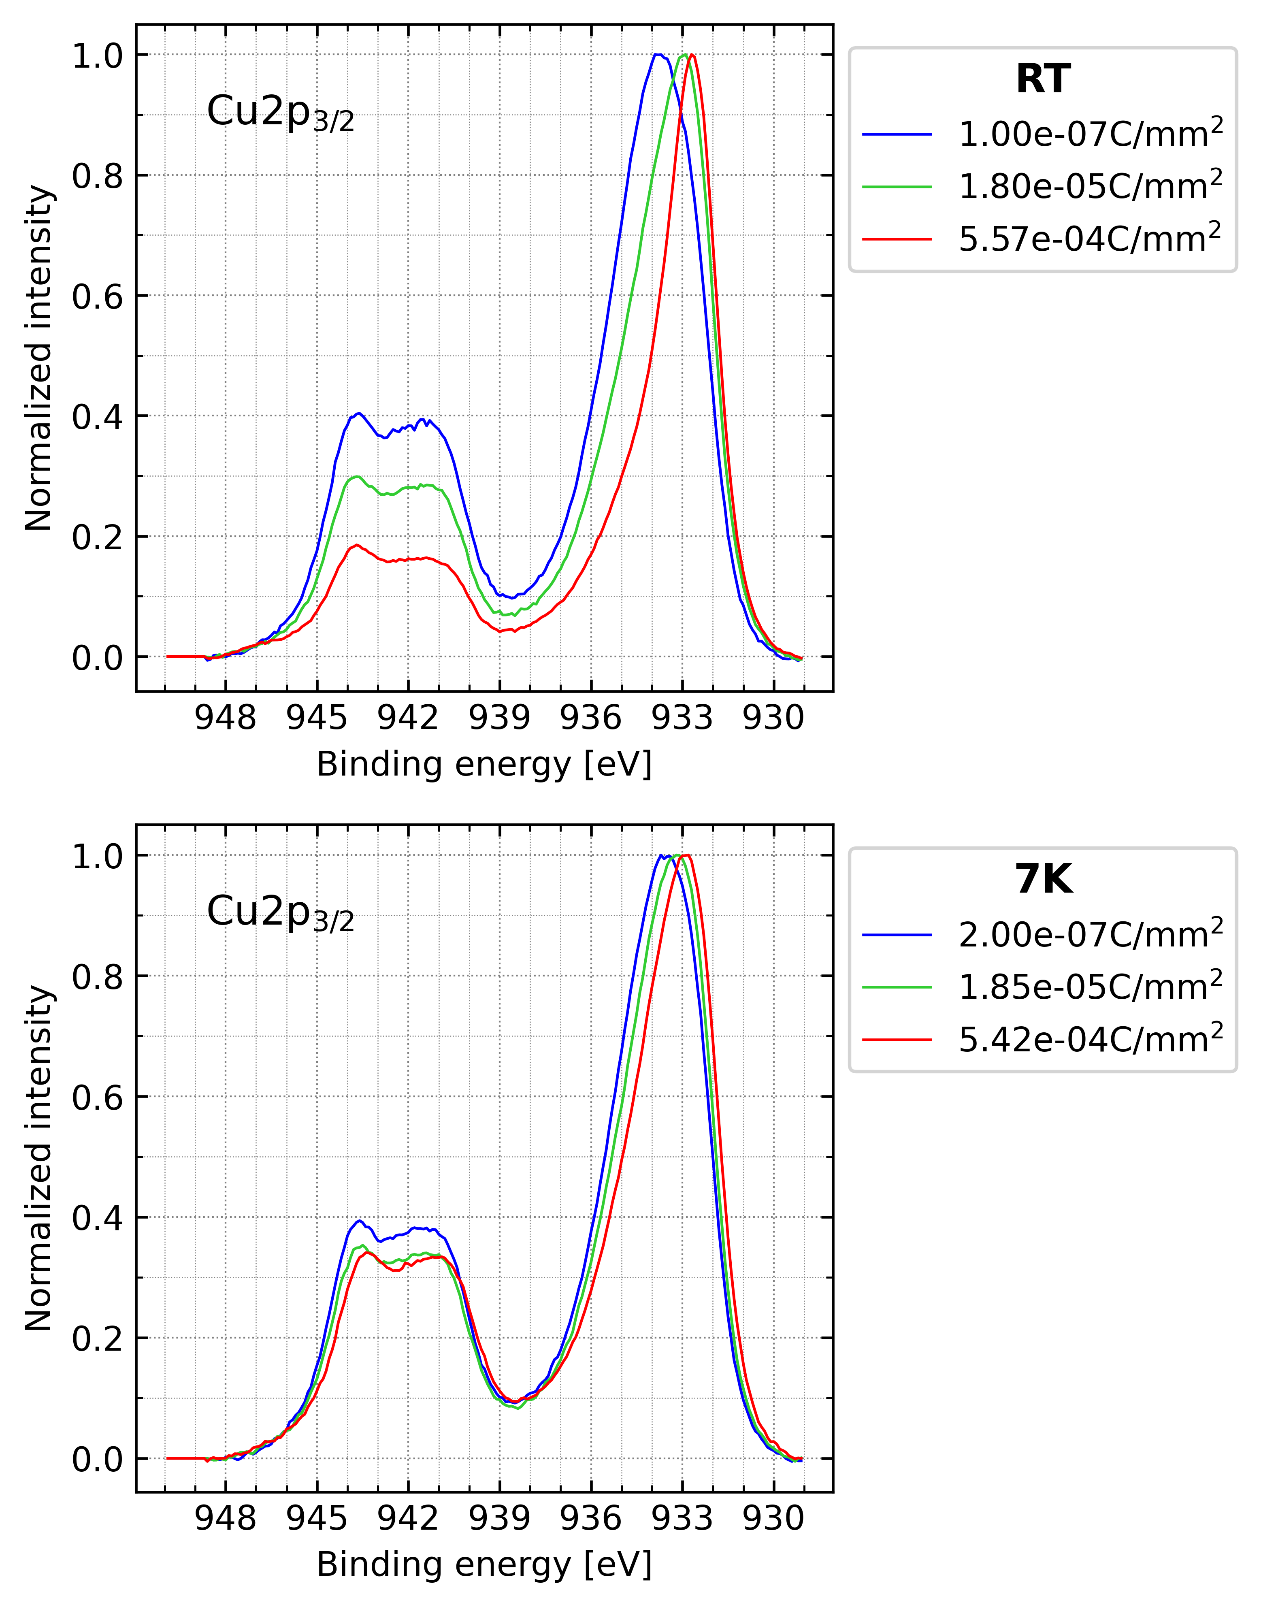 1.0
0.8
0.6
0.4
0.2
0.0
Normalized intensity
Cu2p3/2
948 945 942 939 936 933 930
Binding energy [eV]
RT
1.00e-07C/mm²
1.80e-05C/mm²
5.57e-04C/mm²
1.0
0.8
0.6
0.4
0.2
0.0
Normalized intensity
Cu2p3/2
948 945 942 939 936 933 930
Binding energy [eV]
7K
2.00e-07C/mm²
1.85e-05C/mm²
5.42e-04C/mm²